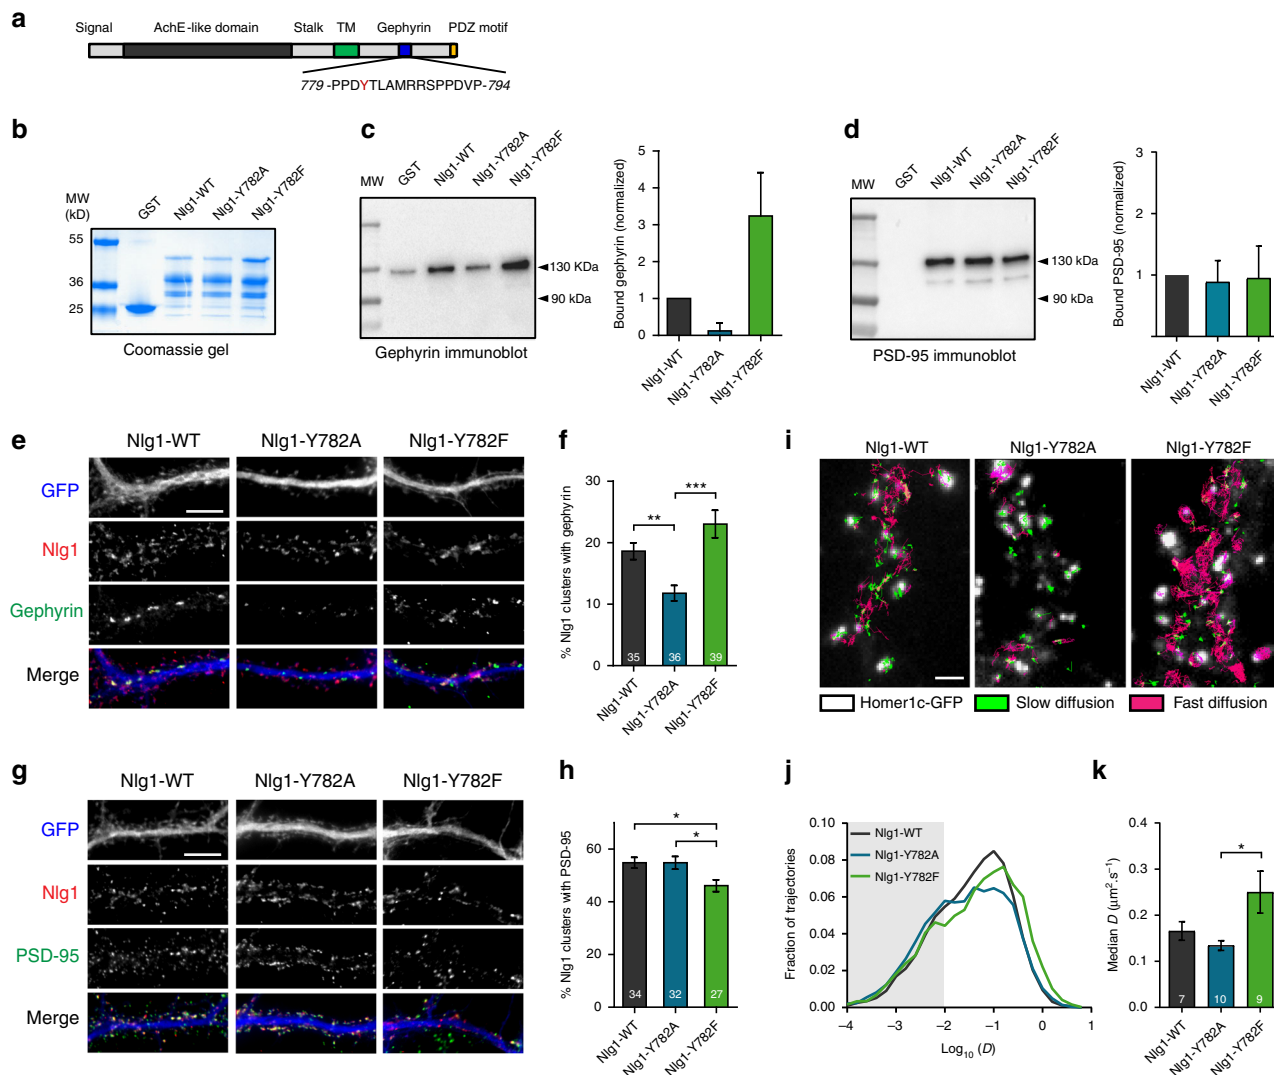 a
Signal AchE-like domain Stalk TM Gephyrin PDZ motif
779 -PPDYTLAMRRSPPDVP-794
b
MW (kD)
GST
Nlg1-WT
Nlg1-Y782A
Nlg1-Y782F
55
36
25
Coomassie gel
c
MW
GST
Nlg1-WT
Nlg1-Y782A
Nlg1-Y782F
130 KDa
90 kDa
Gephyrin immunoblot
Bound gephyrin (normalized)
5
4
3
2
1
0
Nlg1-WT
Nlg1-Y782A
Nlg1-Y782F
d
MW
GST
Nlg1-WT
Nlg1-Y782A
Nlg1-Y782F
130 kDa
90 kDa
PSD-95 immunoblot
Bound PSD-95 (normalized)
3
2
1
0
Nlg1-WT
Nlg1-Y782A
Nlg1-Y782F
e
Nlg1-WT Nlg1-Y782A Nlg1-Y782F
GFP
Nlg1
Gephyrin
Merge
f
% Nlg1 clusters with gephyrin
30
20
10
0
** ***
35 36 39
Nlg1-WT
Nlg1-Y782A
Nlg1-Y782F
g
Nlg1-WT Nlg1-Y782A Nlg1-Y782F
GFP
Nlg1
PSD-95
Merge
h
% Nlg1 clusters with PSD-95
60
40
20
0
*
*
34 32 27
Nlg1-WT
Nlg1-Y782A
Nlg1-Y782F
i
Nlg1-WT Nlg1-Y782A Nlg1-Y782F
Homer1c-GFP Slow diffusion Fast diffusion
j
Fraction of trajectories
0.10
0.08
0.06
0.04
0.02
0.00
Nlg1-WT
Nlg1-Y782A
Nlg1-Y782F
−4 −3 −2 −1 0 1
Log10 (D)
k
Median D (μm2.s−1)
0.4
0.3
0.2
0.1
0.0
*
7 10 9
Nlg1-WT
Nlg1-Y782A
Nlg1-Y782F